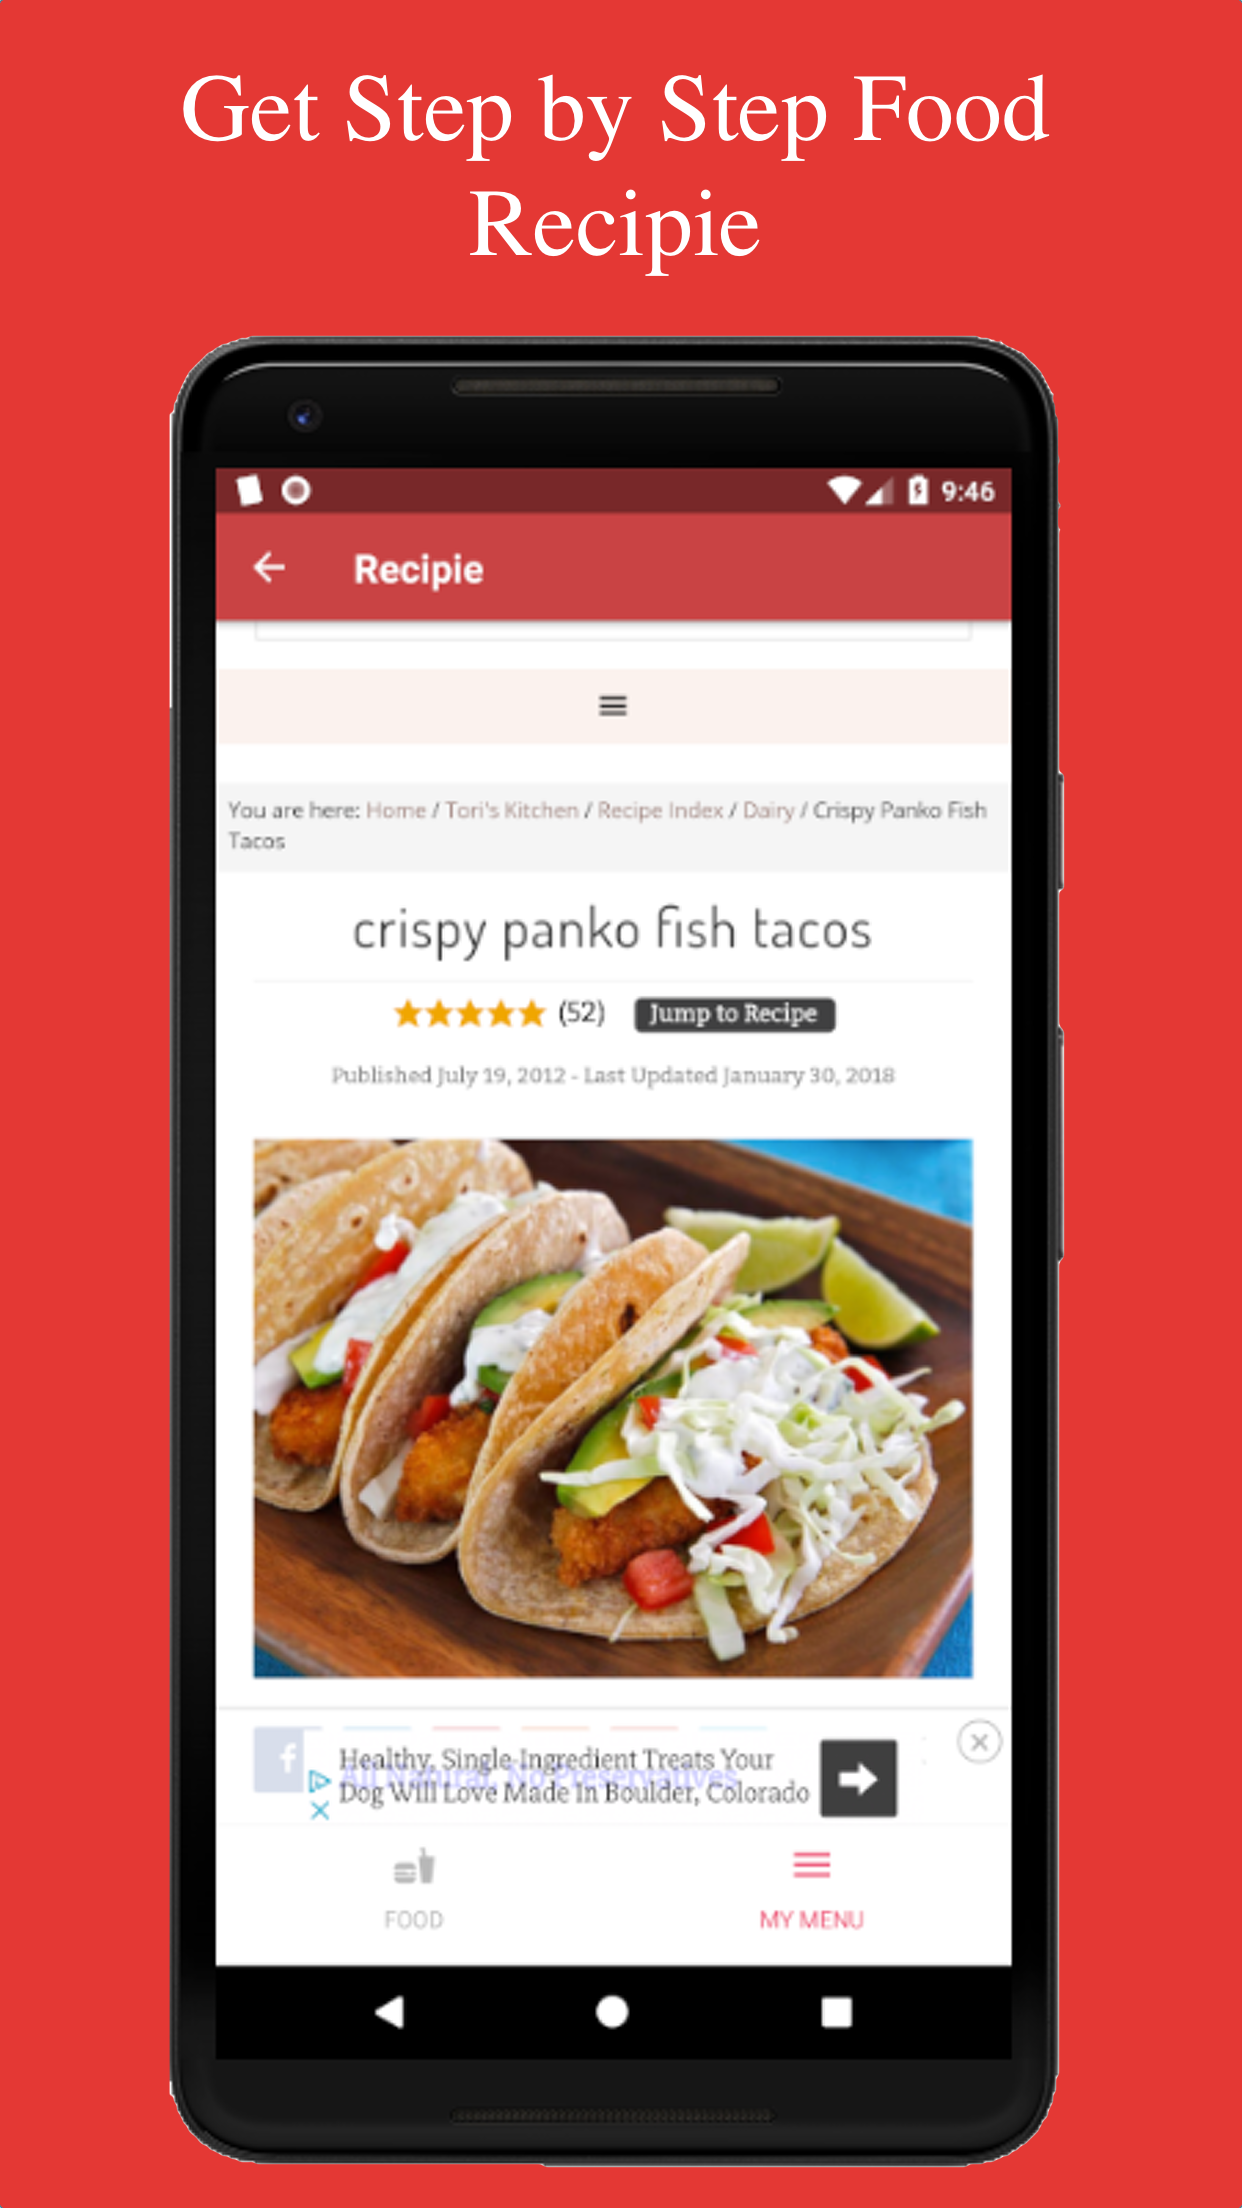 Get Step by Step Food
Recipie
9:46
Recipie
You are here: Home / Tori's Kitchen / Recipe Index / Dairy / Crispy Panko Fish
Tacos
crispy panko fish tacos
(52) Jump to Recipe
Published July 19, 2012 - Last Updated January 30, 2018
f
Healthy, Single-Ingredient Treats Your
All Natural, No Preservatives
Dog Will Love Made In Boulder, Colorado
FOOD
MY MENU